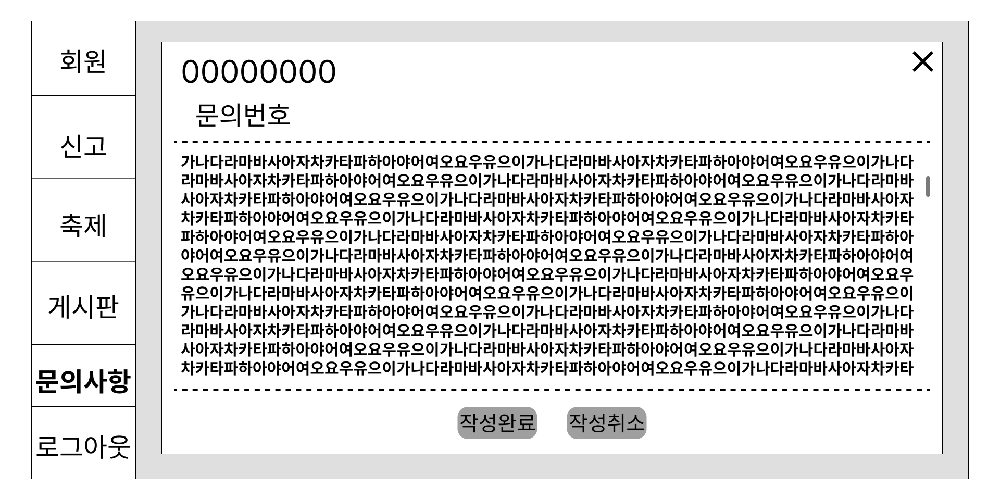 회원
신고
축제
게시판
문의사항
로그아웃
00000000
문의번호
가나다라마바사아자차카타파하아야어여오요우유으이가나다라마바사아자차카타파하아야어여오요우유으이가나다
라마바사아자차카타파하아야어여오요우유으이가나다라마바사아자차카타파하아야어여오요우유으이가나다라마바
사아자차카타파하아야어여오요우유으이가나다라마바사아자차카타파하아야어여오요우유으이가나다라마바사아자
차카타파하아야어여오요우유으이가나다라마바사아자차카타파하아야어여오요우유으이가나다라마바사아자차카타
파하아야어여오요우유으이가나다라마바사아자차카타파하아야어여오요우유으이가나다라마바사아자차카타파하아
야어여오요우유으이가나다라마바사아자차카타파하아야어여오요우유으이가나다라마바사아자차카타파하아야어여
오요우유으이가나다라마바사아자차카타파하아야어여오요우유으이가나다라마바사아자차카타파하아야어여오요우
유으이가나다라마바사아자차카타파하아야어여오요우유으이가나다라마바사아자차카타파하아야어여오요우유으이
가나다라마바사아자차카타파하아야어여오요우유으이가나다라마바사아자차카타파하아야어여오요우유으이가나다
라마바사아자차카타파하아야어여오요우유으이가나다라마바사아자차카타파하아야어여오요우유으이가나다라마바
사아자차카타파하아야어여오요우유으이가나다라마바사아자차카타파하아야어여오요우유으이가나다라마바사아자
차카타파하아야어여오요우유으이가나다라마바사아자차카타파하아야어여오요우유으이가나다라마바사아자차카타
작성완료
작성취소